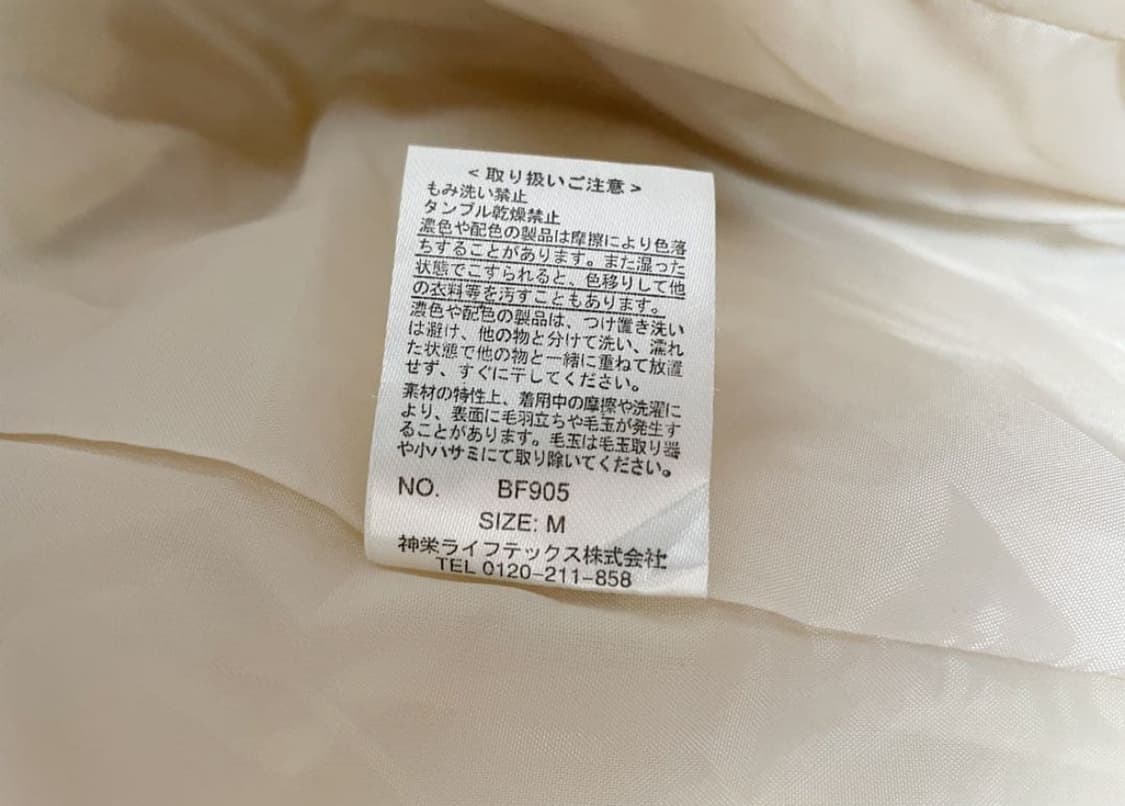 <取り扱いご注意>
もみ洗い禁止
タンブル乾燥禁止
濃色や配色の製品は摩擦により色落
ちすることがあります。また湿った
状態でこすられると、色移りして他
の衣料等を汚すこともあります。
濃色や配色の製品は、つけ置き洗い
は避け、他の物と分けて洗い、濡れ
た状態で他の物と一緒に重ねて放置
せず、すぐに干してください。
素材の特性上、着用中の摩擦や洗濯に
より、表面に毛羽立ちや毛玉が発生す
ることがあります。毛玉は毛玉取り器
や小ハサミにて取り除いてください。
NO. BF905
SIZE: M
神栄ライフテックス株式会社
TEL 0120-211-858